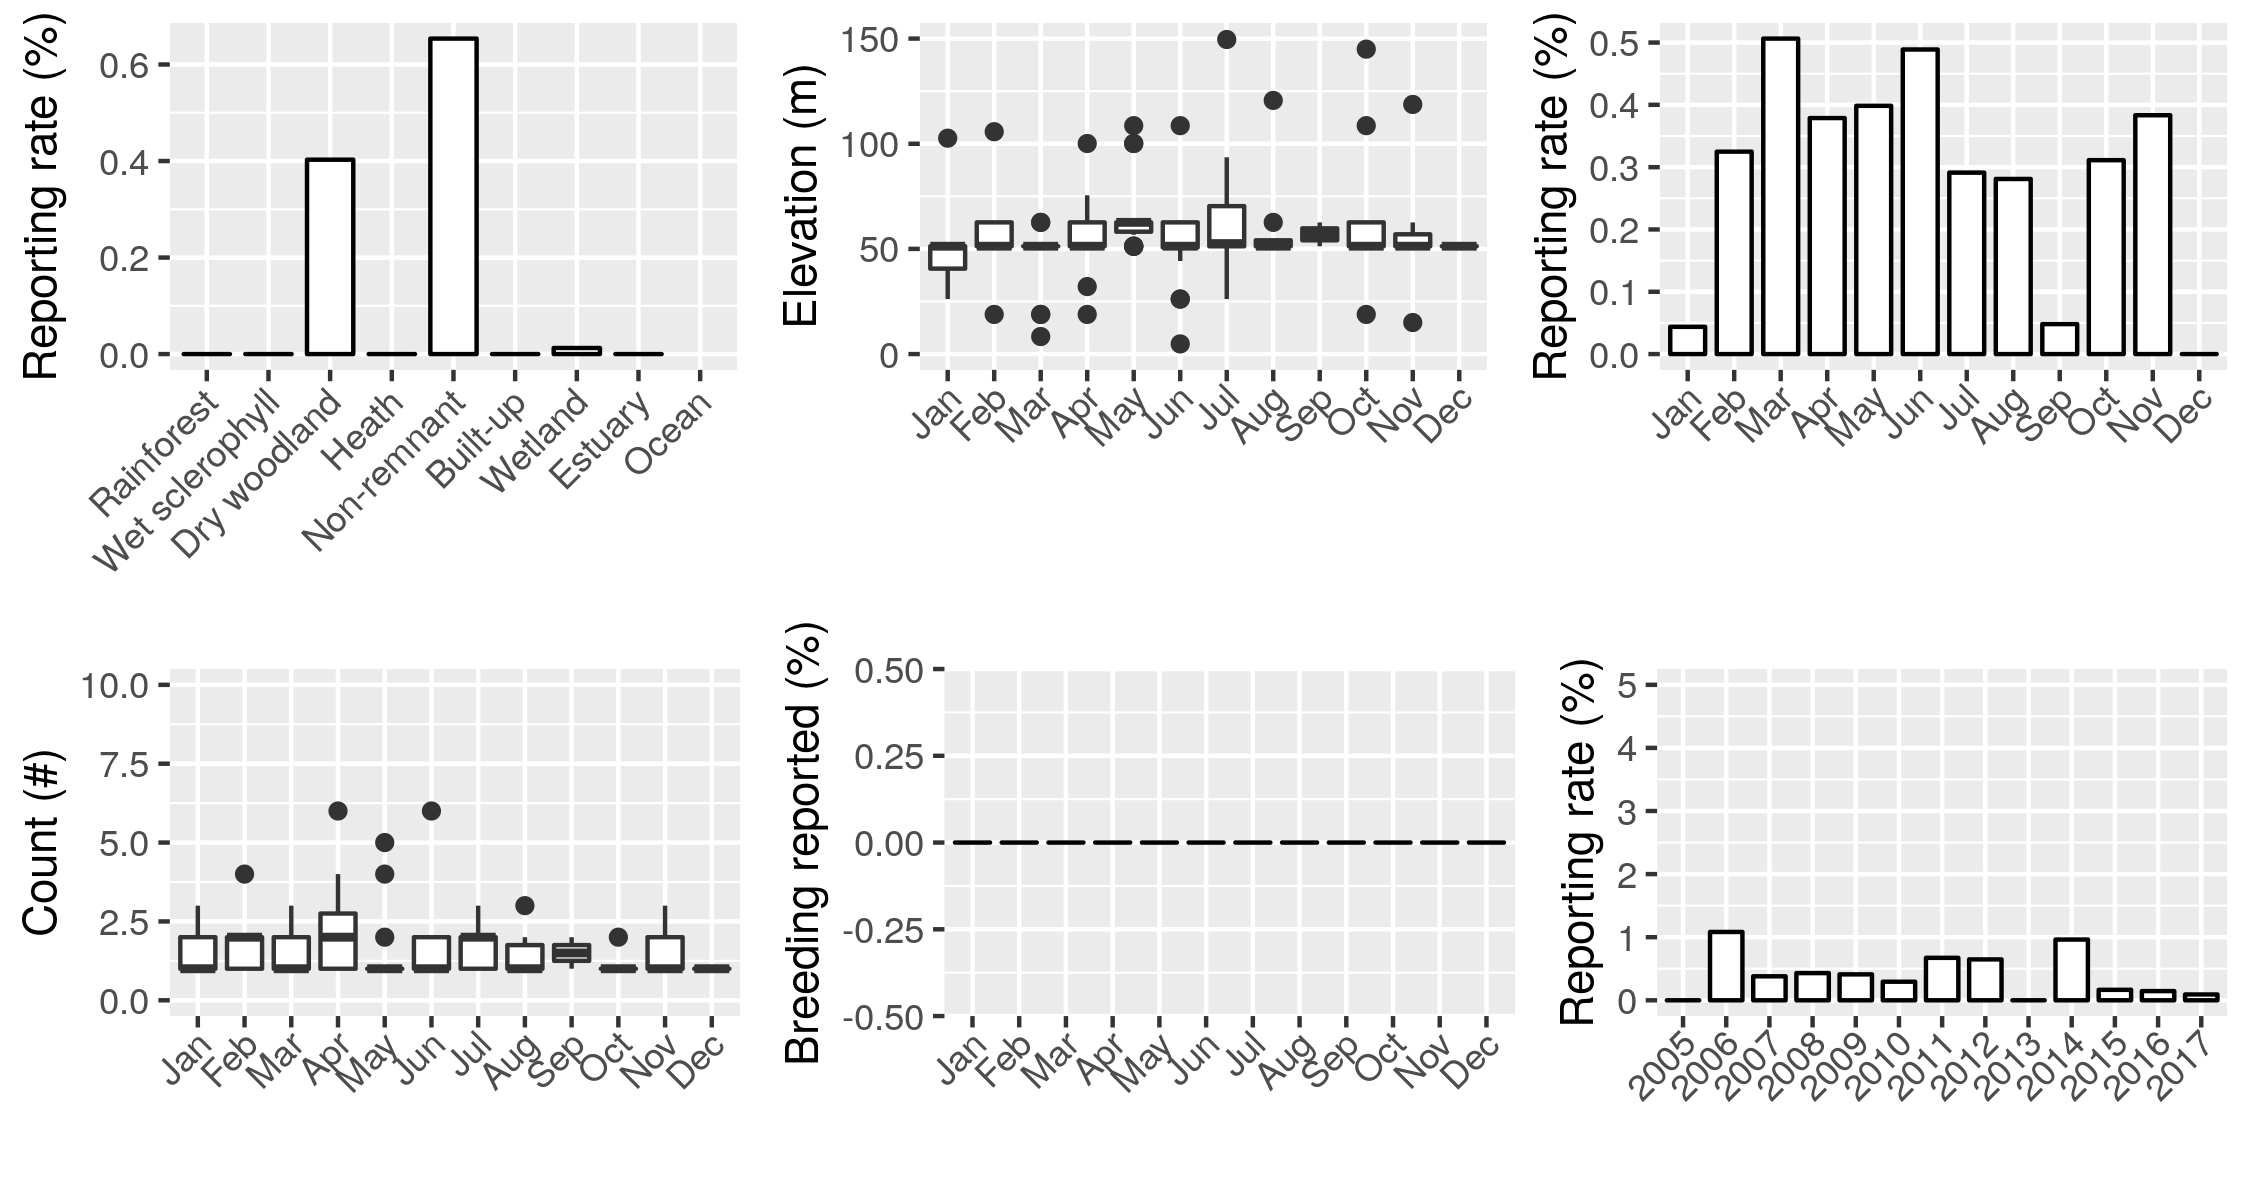 Reporting rate (%)
0.6
0.4
0.2
0.0
Rainforest
Wet sclerophyll
Dry woodland
Heath
Non-remnant
Built-up
Wetland
Estuary
Ocean
Elevation (m)
150
100
50
0
Jan
Feb
Mar
Apr
May
Jun
Jul
Aug
Sep
Oct
Nov
Dec
Reporting rate (%)
0.5
0.4
0.3
0.2
0.1
0.0
Jan
Feb
Mar
Apr
May
Jun
Jul
Aug
Sep
Oct
Nov
Dec
Count (#)
10.0
7.5
5.0
2.5
0.0
Jan
Feb
Mar
Apr
May
Jun
Jul
Aug
Sep
Oct
Nov
Dec
Breeding reported (%)
0.50
0.25
0.00
-0.25
-0.50
Jan
Feb
Mar
Apr
May
Jun
Jul
Aug
Sep
Oct
Nov
Dec
Reporting rate (%)
5
4
3
2
1
0
2005
2006
2007
2008
2009
2010
2011
2012
2013
2014
2015
2016
2017